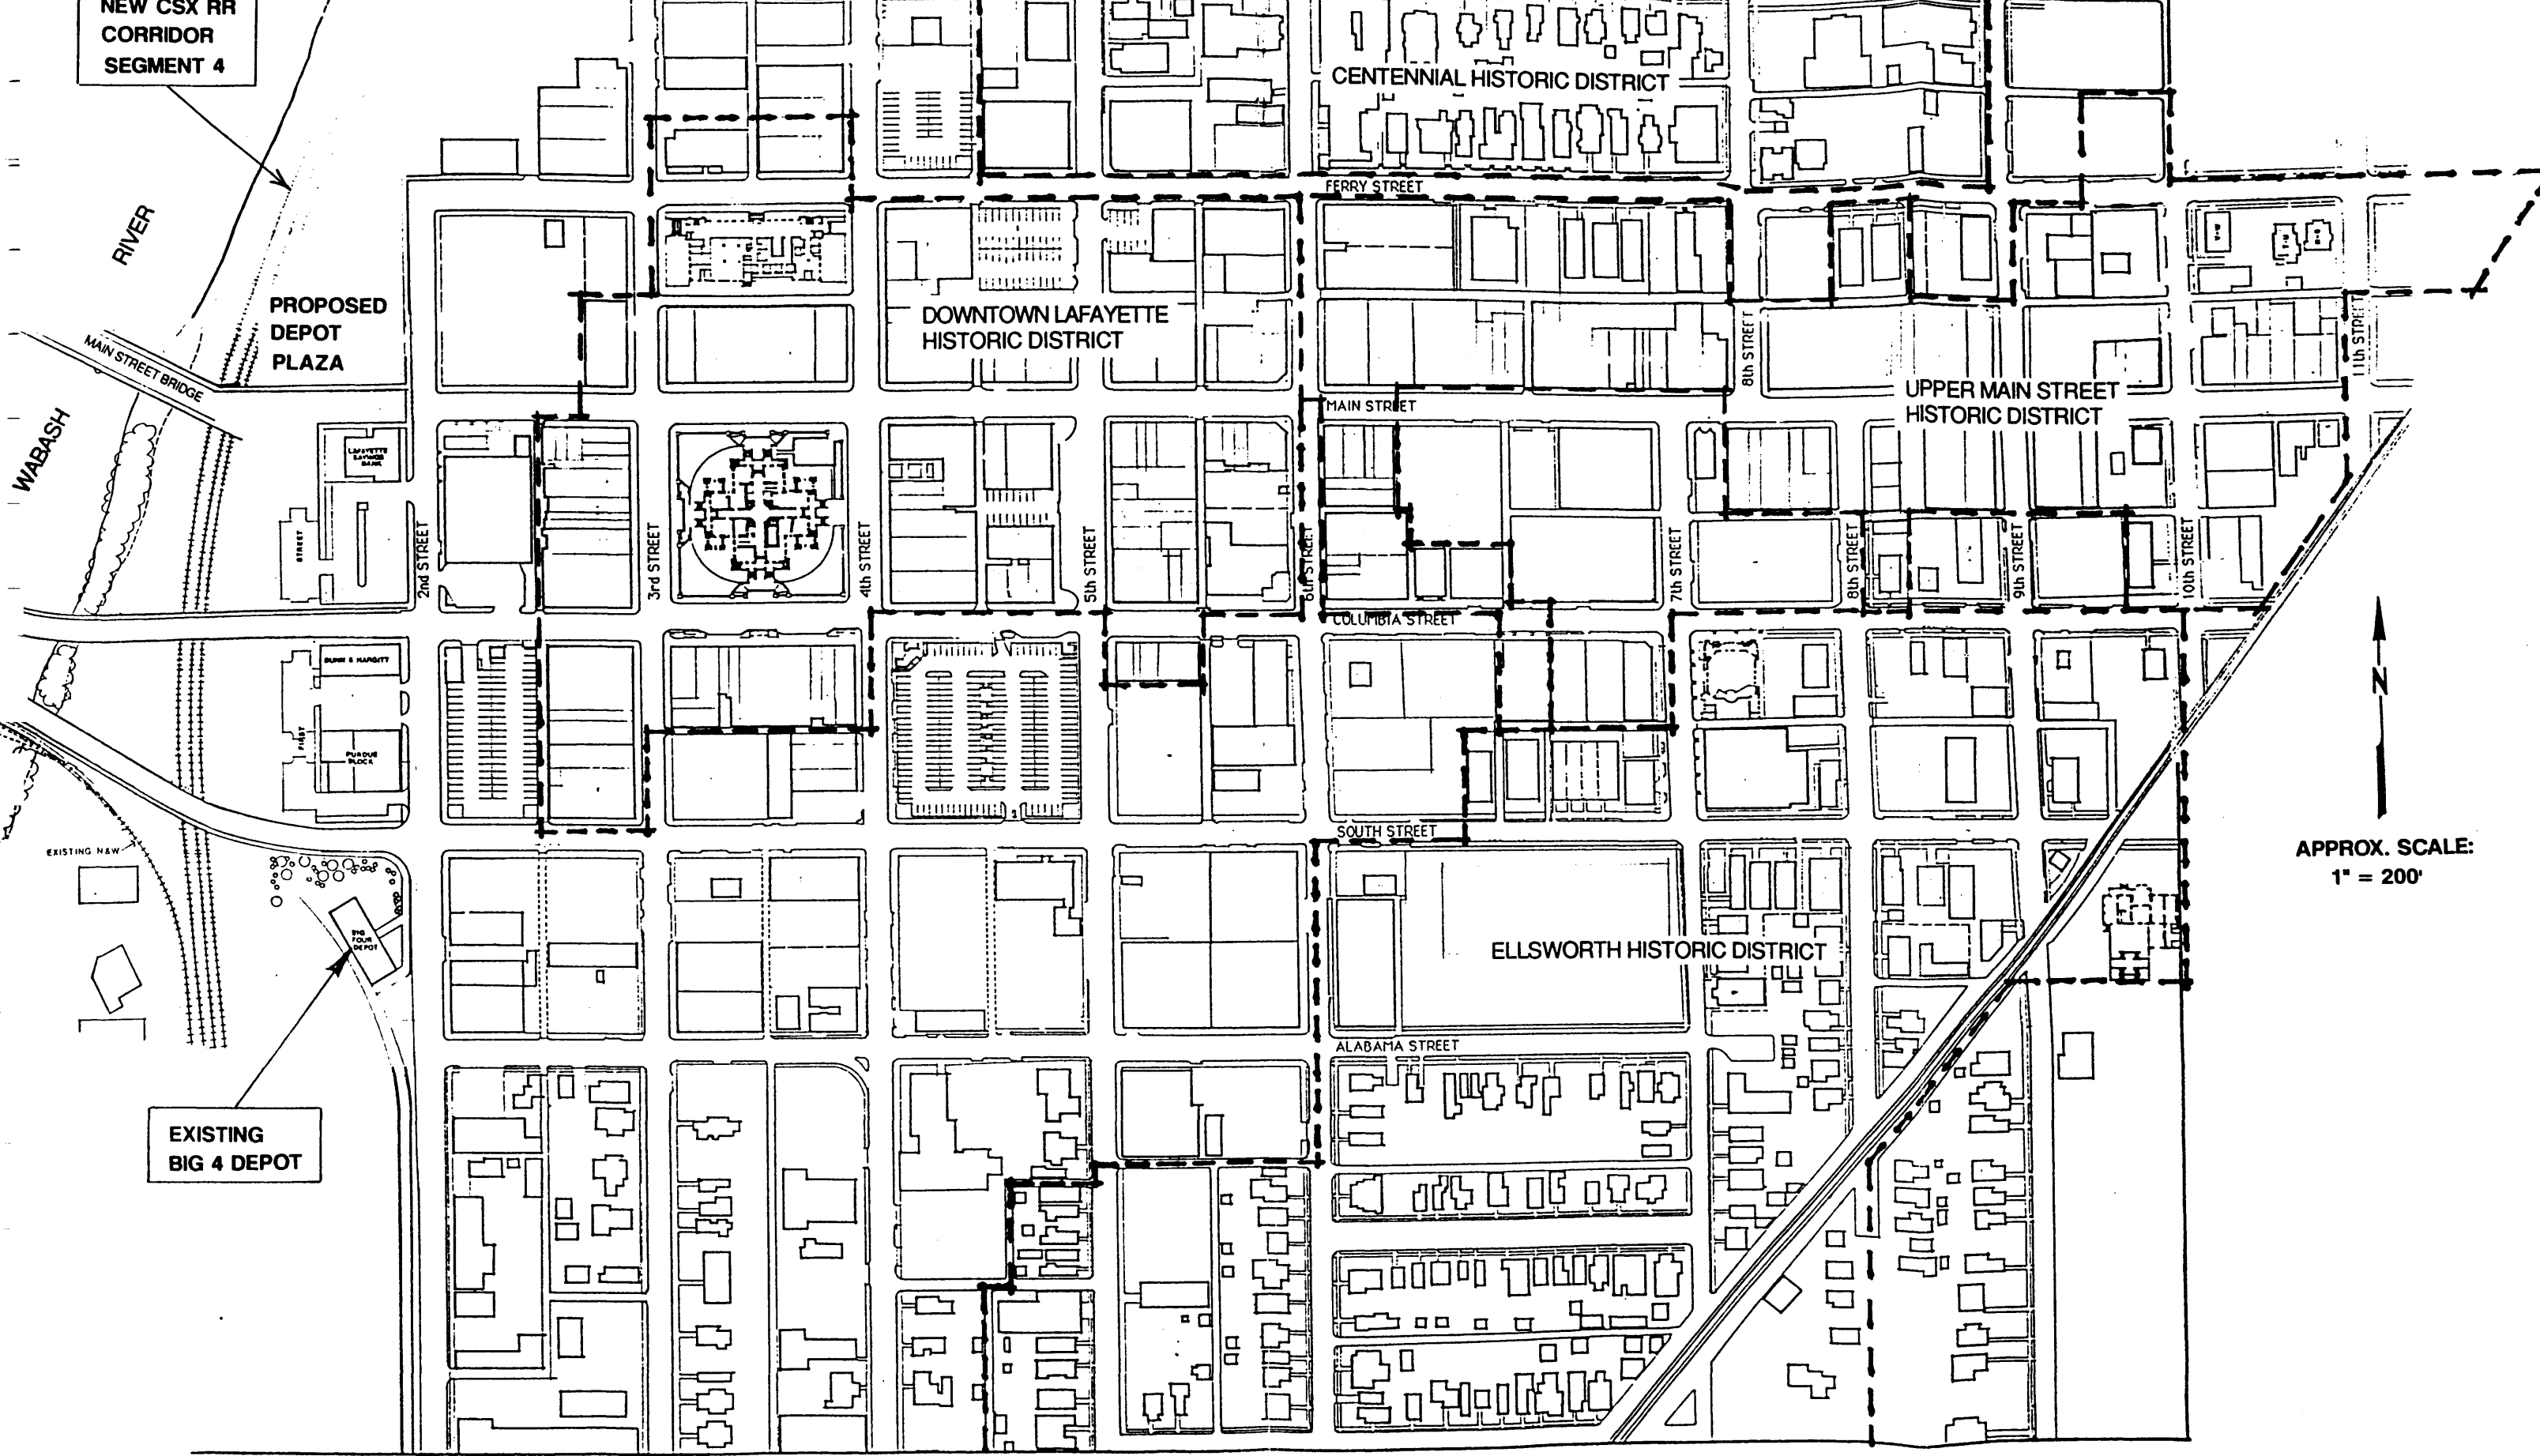 NEW CSX RR
CORRIDOR
SEGMENT 4
CENTENNIAL HISTORIC DISTRICT
FERRY STREET
RIVER
PROPOSED
DEPOT
PLAZA
DOWNTOWN LAFAYETTE
HISTORIC DISTRICT
8th STREET
11th STREET
MAIN STREET BRIDGE
UPPER MAIN STREET
HISTORIC DISTRICT
MAIN STREET
WABASH
LAFAYETTE
SAVINGS
BANK
STREET
2nd STREET
3rd STREET
4th STREET
5th STREET
6th STREET
7th STREET
8th STREET
9th STREET
10th STREET
COLUMBIA STREET
DUNN & HARGITT
N
FIRST
PURDUE
BLOCK
SOUTH STREET
EXISTING N&W
APPROX. SCALE:
1" = 200'
BIG
FOUR
DEPOT
ELLSWORTH HISTORIC DISTRICT
ALABAMA STREET
EXISTING
BIG 4 DEPOT